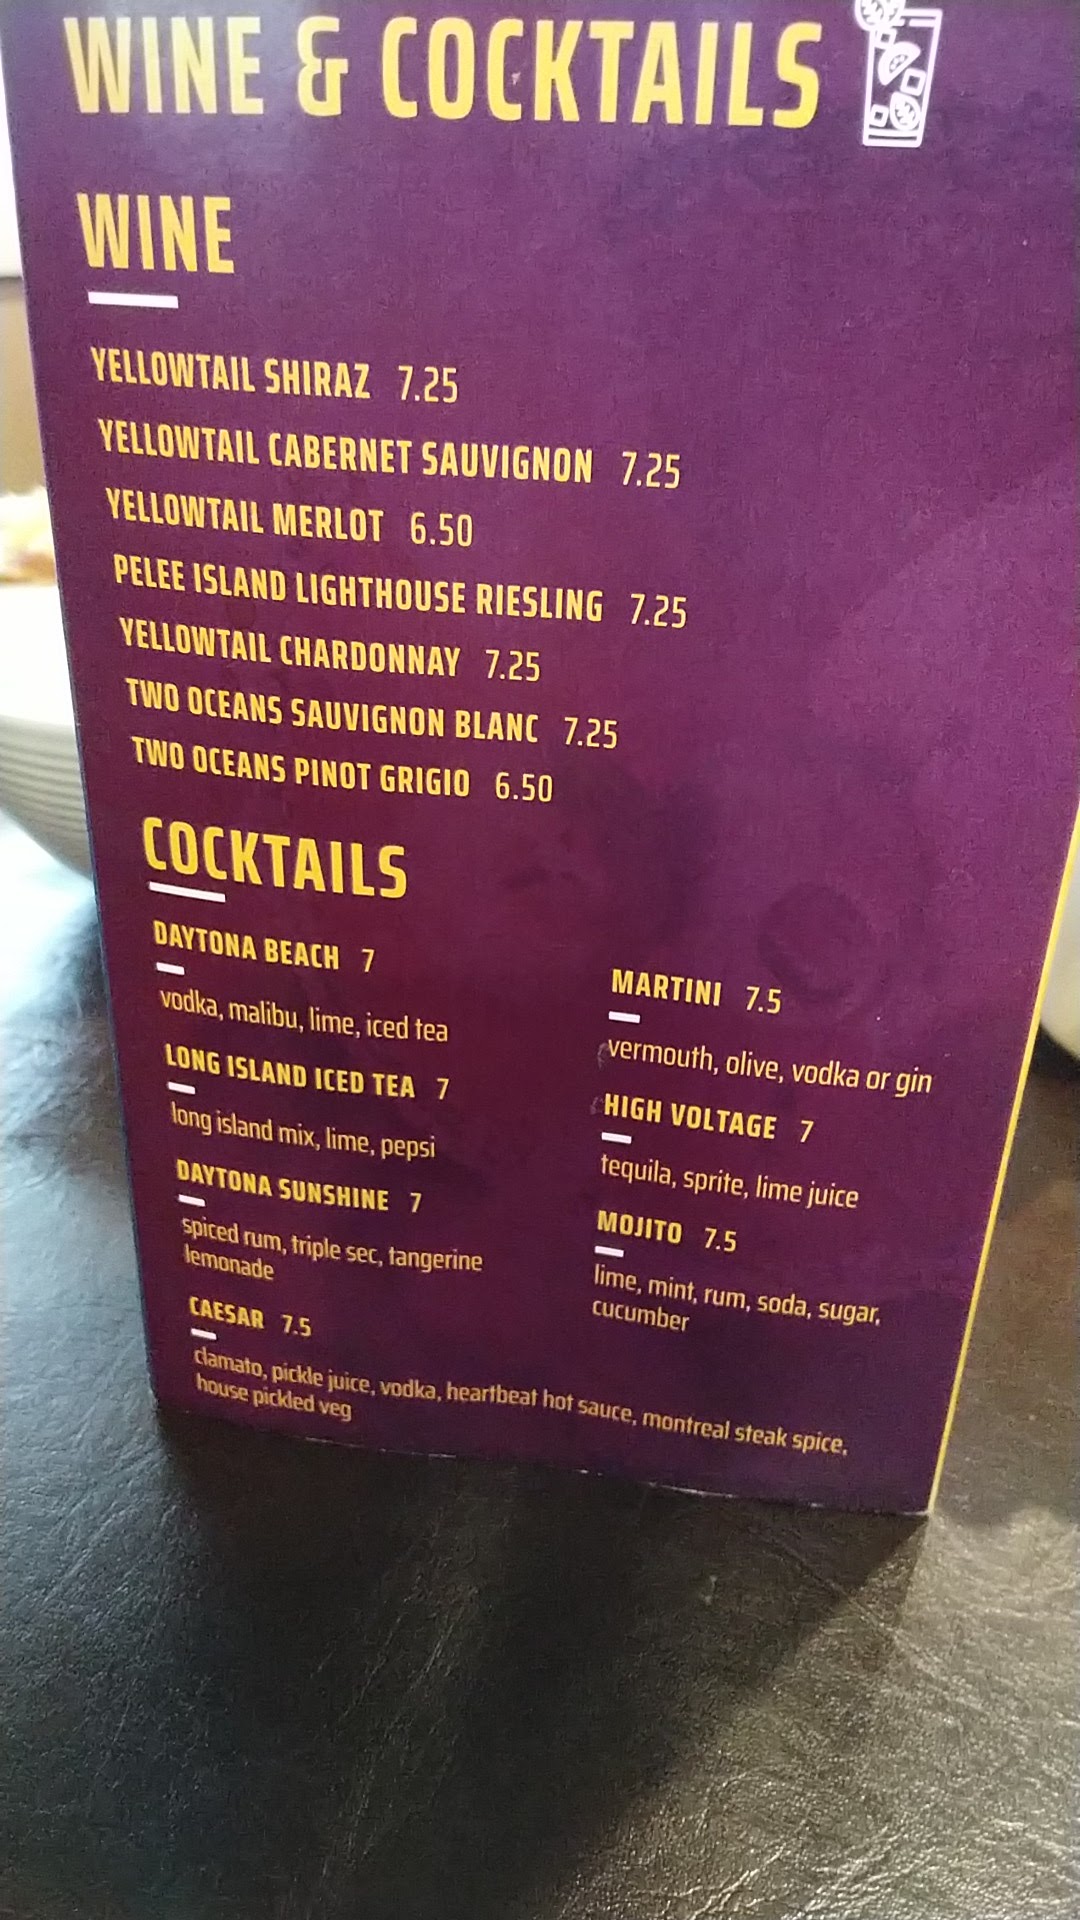 WINE & COCKTAILS
WINE
YELLOWTAIL SHIRAZ 7.25
YELLOWTAIL CABERNET SAUVIGNON 7.25
YELLOWTAIL MERLOT 6.50
PELEE ISLAND LIGHTHOUSE RIESLING 7.25
YELLOWTAIL CHARDONNAY 7.25
TWO OCEANS SAUVIGNON BLANC 7.25
TWO OCEANS PINOT GRIGIO 6.50
COCKTAILS
DAYTONA BEACH 7
vodka, malibu, lime, iced tea
LONG ISLAND ICED TEA 7
long island mix, lime, pepsi
DAYTONA SUNSHINE 7
spiced rum, triple sec, tangerine
lemonade
CAESAR 7.5
clamato, pickle juice, vodka, heartbeat hot sauce, montreal steak spice,
house pickled veg
MARTINI 7.5
vermouth, olive, vodka or gin
HIGH VOLTAGE 7
tequila, sprite, lime juice
MOJITO 7.5
lime, mint, rum, soda, sugar,
cucumber